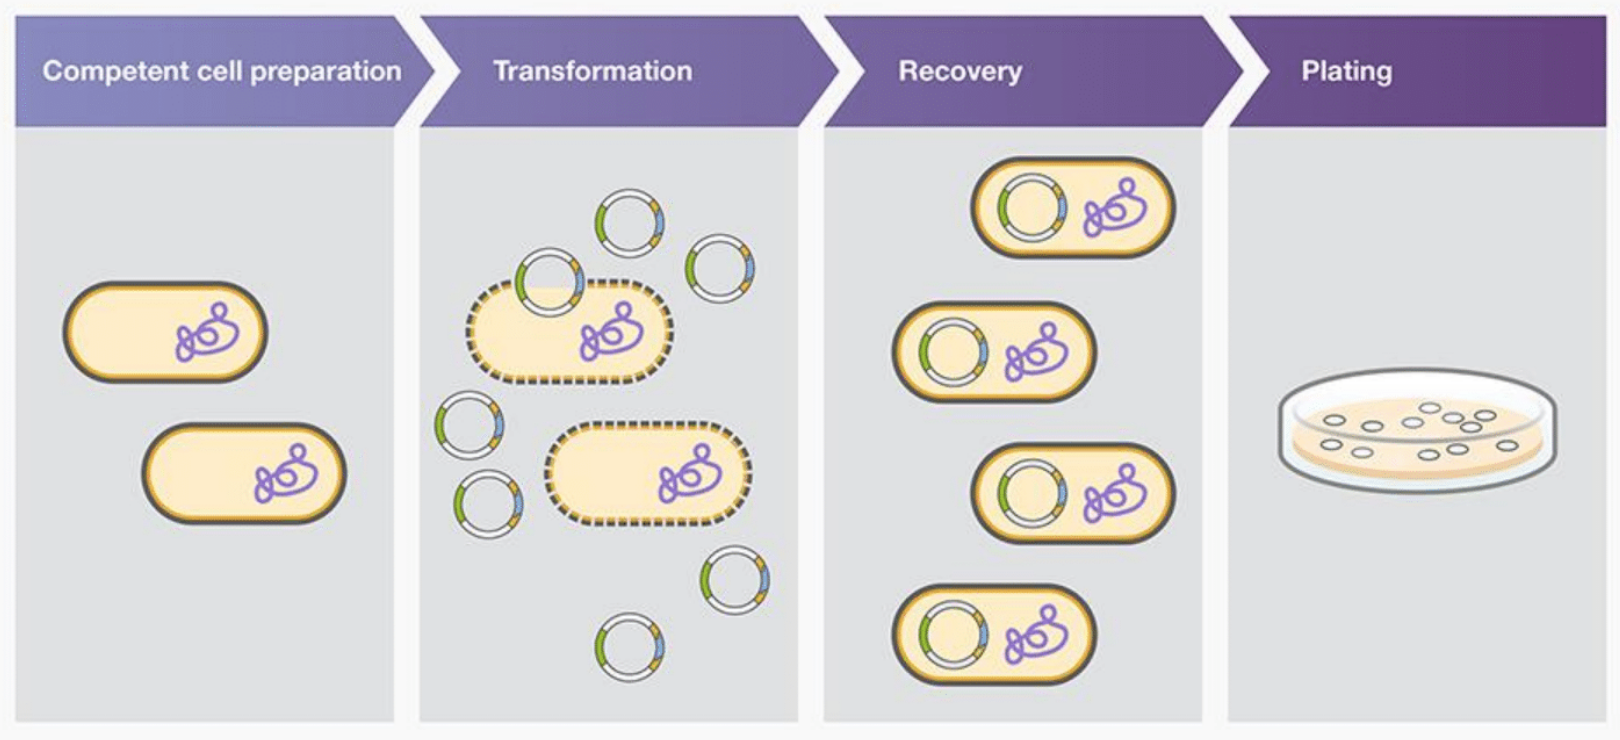 Competent cell preparation
Transformation
Recovery
Plating